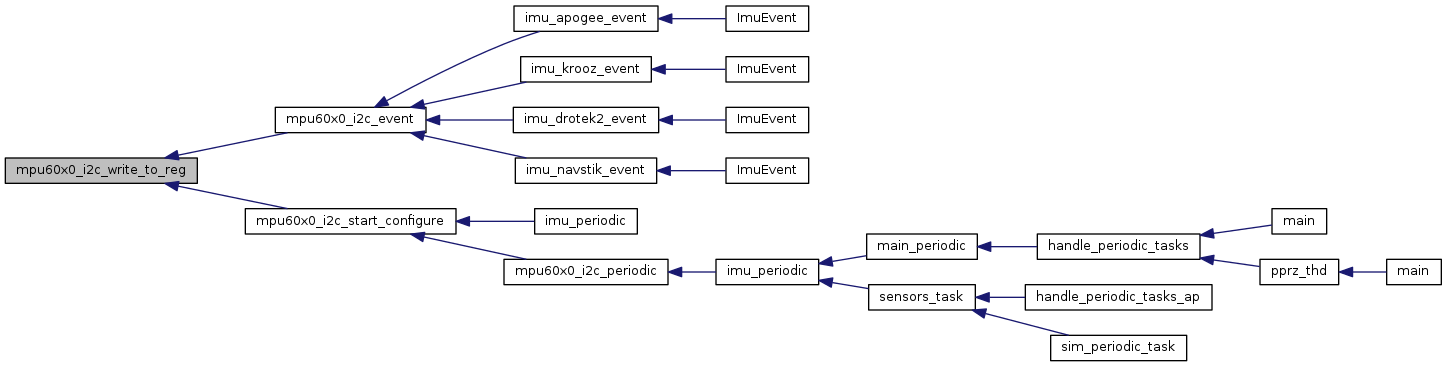 imu_apogee_event
ImuEvent
imu_krooz_event
ImuEvent
mpu60x0_i2c_event
imu_drotek2_event
ImuEvent
mpu60x0_i2c_write_to_reg
imu_navstik_event
ImuEvent
mpu60x0_i2c_start_configure
imu_periodic
main
main_periodic
handle_periodic_tasks
mpu60x0_i2c_periodic
imu_periodic
pprz_thd
main
sensors_task
handle_periodic_tasks_ap
sim_periodic_task